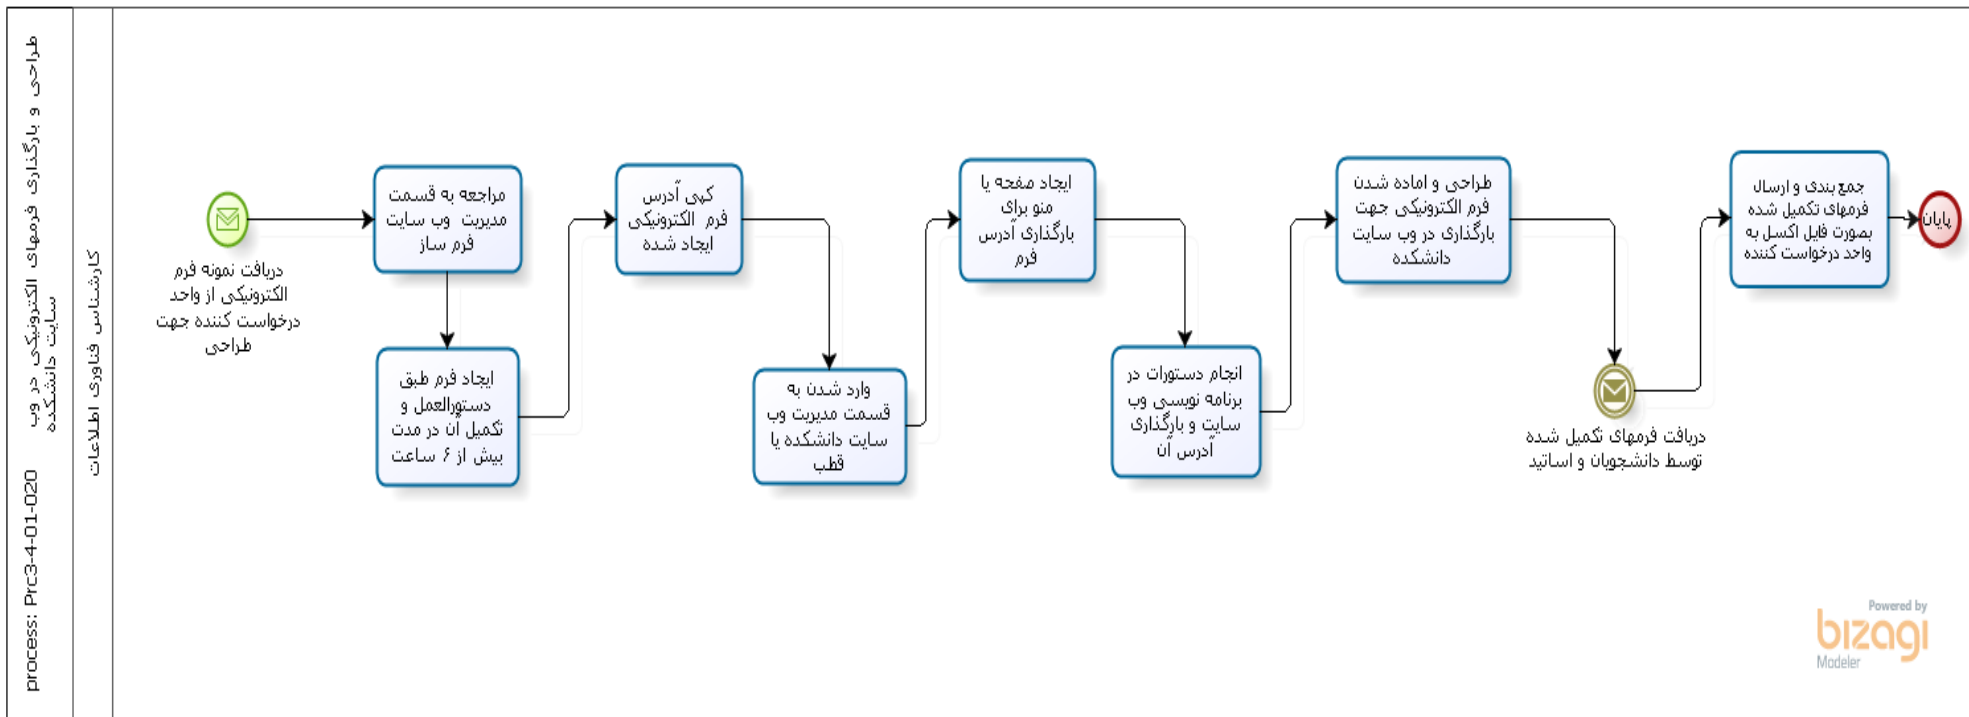 process: Prc3-4-01-020 طراحی و بارگذاری فرمهای الکترونیکی در وب
سایت دانشکده
کارشناس فناوری اطلاعات
دریافت نمونه فرم
الکترونیکی از واحد
درخواست کننده جهت
طراحی
مراجعه به قسمت
مدیریت وب سایت
فرم ساز
ایجاد فرم طبق
دستورالعمل و
تکمیل آن در مدت
بیش از ۶ ساعت
کپی آدرس
فرم الکترونیکی
ایجاد شده
وارد شدن به
قسمت مدیریت وب
سایت دانشکده یا
قطب
ایجاد صفحه یا
منو برای
بارگذاری آدرس
فرم
انجام دستورات در
برنامه نویسی وب
سایت و بارگذاری
آدرس آن
طراحی و اماده شدن
فرم الکترونیکی جهت
بارگذاری در وب سایت
دانشکده
دریافت فرمهای تکمیل شده
توسط دانشجویان و اساتید
جمع بندی و ارسال
فرمهای تکمیل شده
بصورت فایل اکسل به
واحد درخواست کننده
پایان
Powered by
bizagi
Modeler